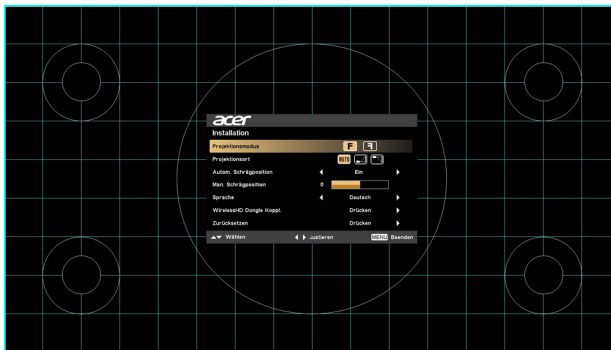 acer
Installation
Projektionsmodus F F
Projektionsort AUTO
Autom. Schrägposition Ein
Man. Schrägposition 0
Sprache Deutsch
WirelessHD Dongle Koppl. Drücken
Zurücksetzen Drücken
Wählen Justieren MENU Beenden